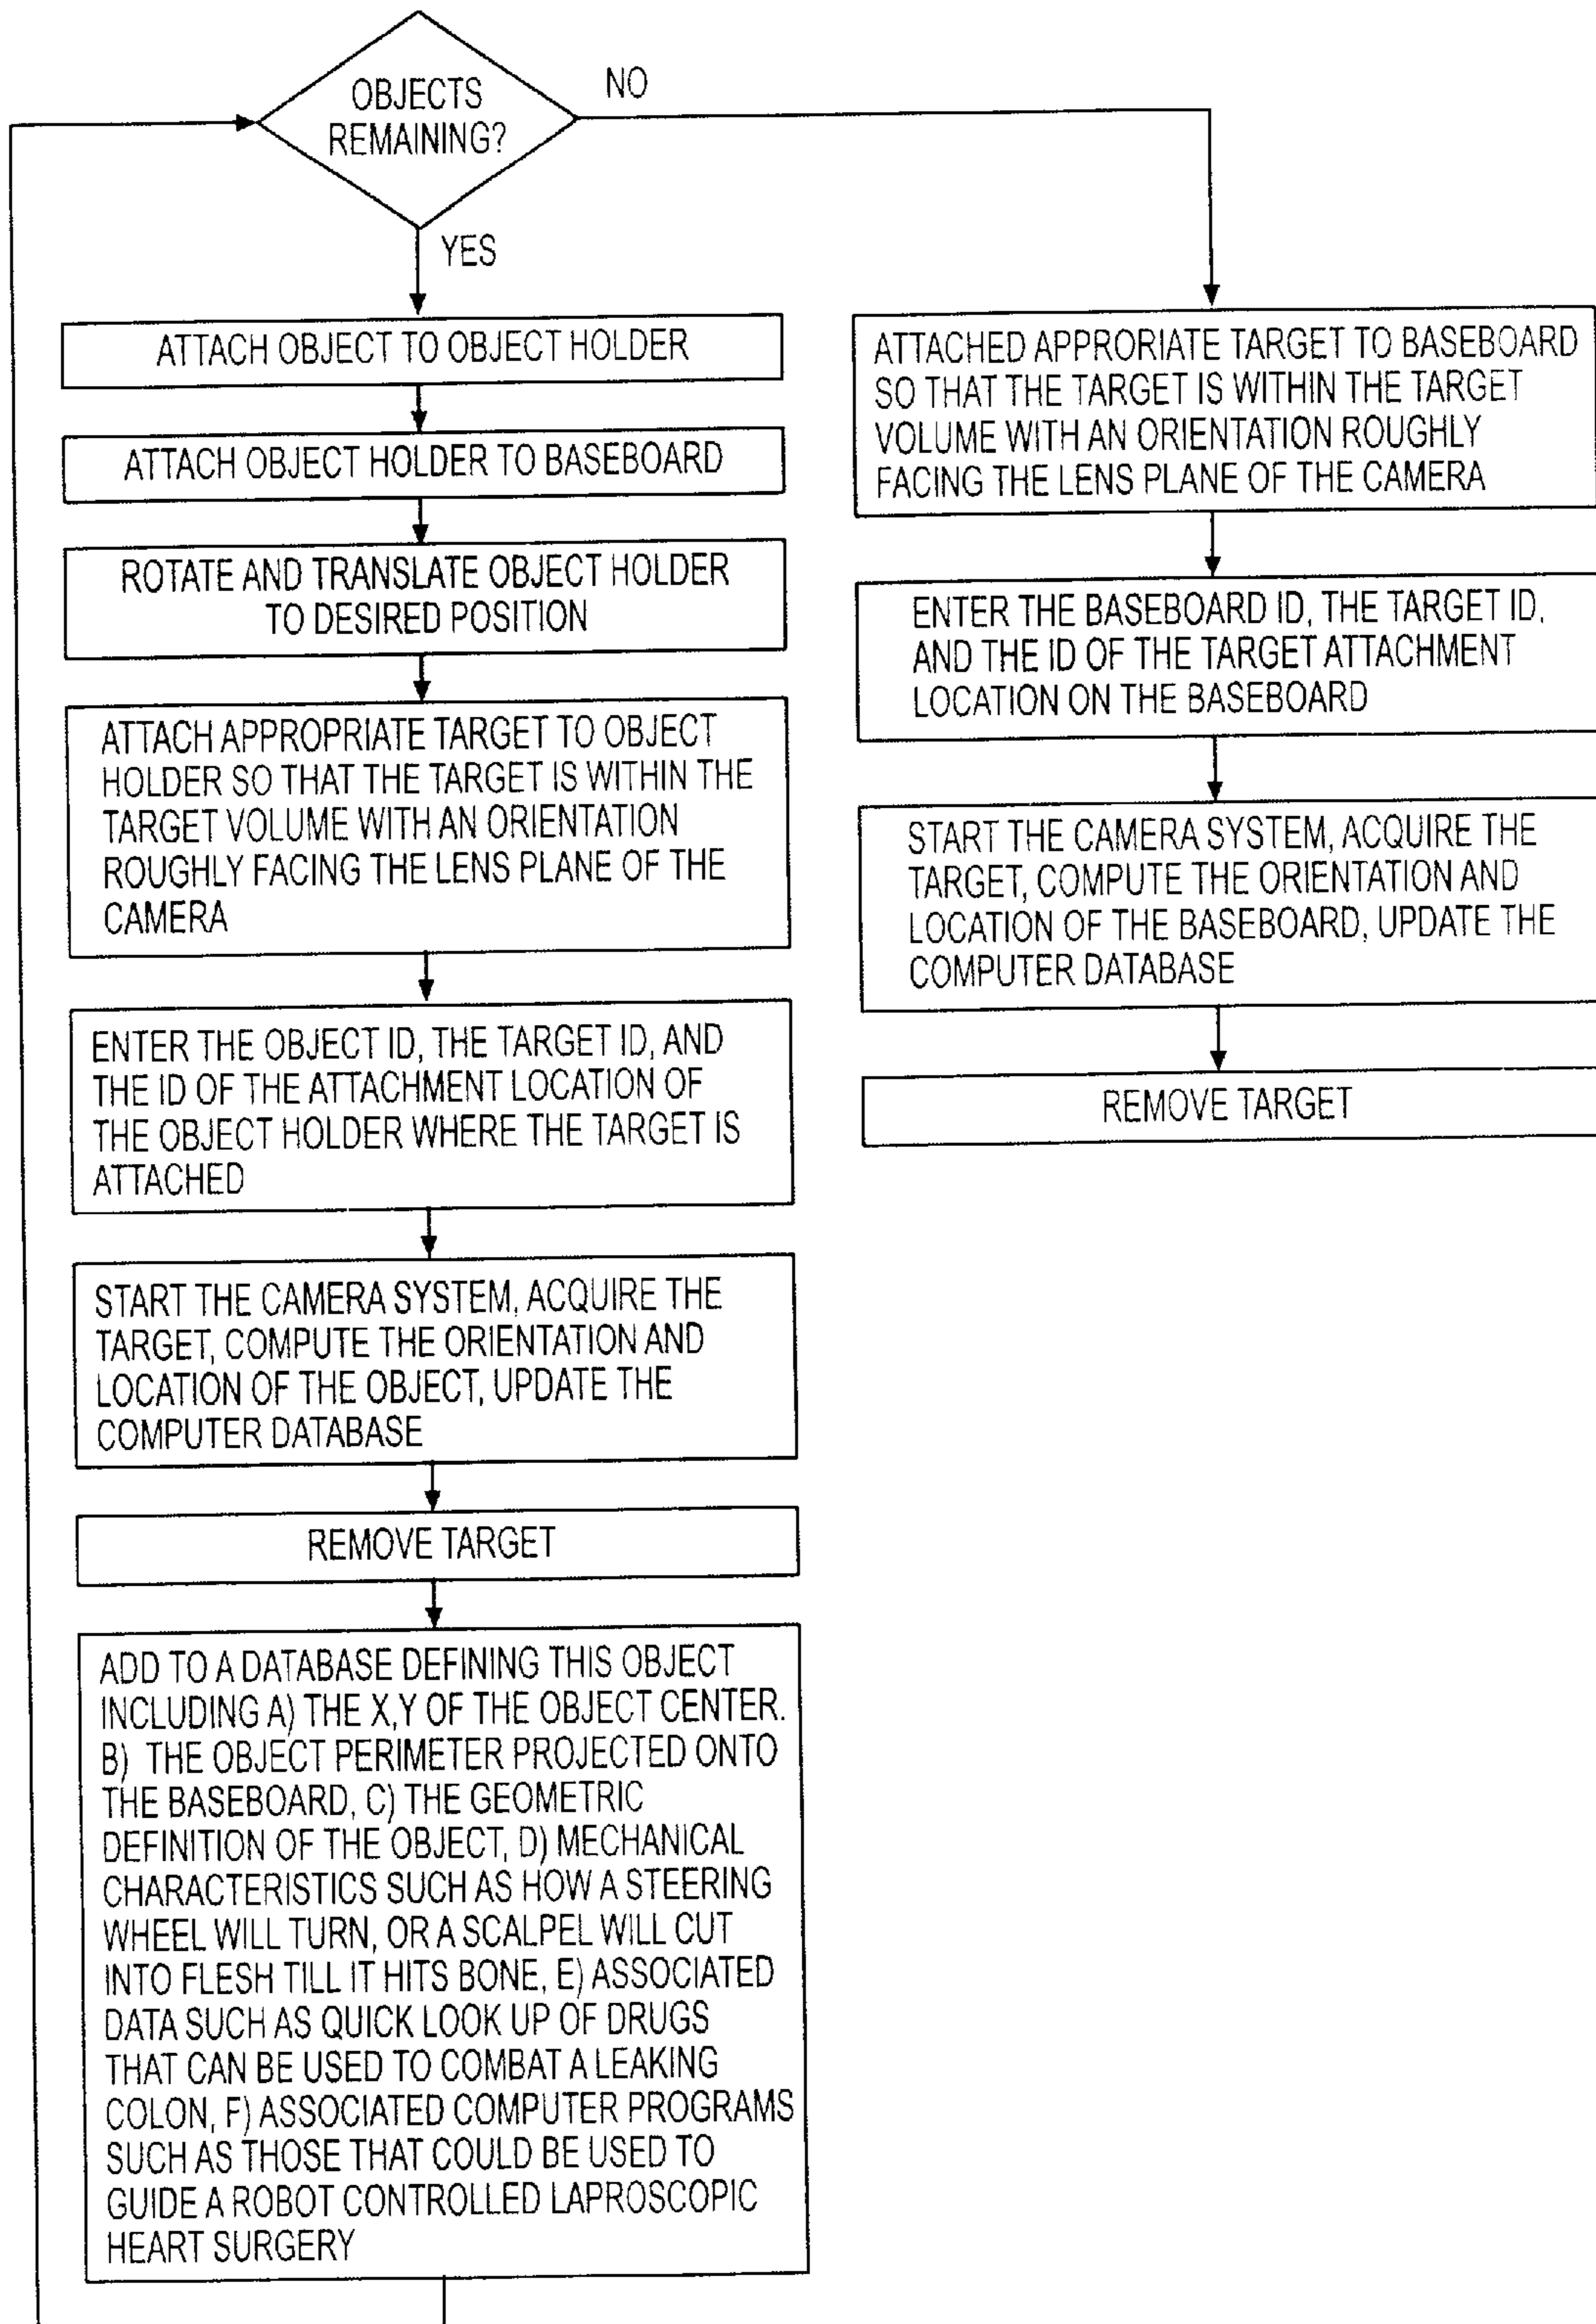 OBJECTS
REMAINING?
NO
YES
ATTACH OBJECT TO OBJECT HOLDER
ATTACH OBJECT HOLDER TO BASEBOARD
ROTATE AND TRANSLATE OBJECT HOLDER
TO DESIRED POSITION
ATTACH APPROPRIATE TARGET TO OBJECT
HOLDER SO THAT THE TARGET IS WITHIN THE
TARGET VOLUME WITH AN ORIENTATION
ROUGHLY FACING THE LENS PLANE OF THE
CAMERA
ENTER THE OBJECT ID, THE TARGET ID, AND
THE ID OF THE ATTACHMENT LOCATION OF
THE OBJECT HOLDER WHERE THE TARGET IS
ATTACHED
START THE CAMERA SYSTEM, ACQUIRE THE
TARGET, COMPUTE THE ORIENTATION AND
LOCATION OF THE OBJECT, UPDATE THE
COMPUTER DATABASE
REMOVE TARGET
ADD TO A DATABASE DEFINING THIS OBJECT
INCLUDING A) THE X,Y OF THE OBJECT CENTER.
B) THE OBJECT PERIMETER PROJECTED ONTO
THE BASEBOARD, C) THE GEOMETRIC
DEFINITION OF THE OBJECT, D) MECHANICAL
CHARACTERISTICS SUCH AS HOW A STEERING
WHEEL WILL TURN, OR A SCALPEL WILL CUT
INTO FLESH TILL IT HITS BONE, E) ASSOCIATED
DATA SUCH AS QUICK LOOK UP OF DRUGS
THAT CAN BE USED TO COMBAT A LEAKING
COLON, F) ASSOCIATED COMPUTER PROGRAMS
SUCH AS THOSE THAT COULD BE USED TO
GUIDE A ROBOT CONTROLLED LAPROSCOPIC
HEART SURGERY
ATTACHED APPRORIATE TARGET TO BASEBOARD
SO THAT THE TARGET IS WITHIN THE TARGET
VOLUME WITH AN ORIENTATION ROUGHLY
FACING THE LENS PLANE OF THE CAMERA
ENTER THE BASEBOARD ID, THE TARGET ID,
AND THE ID OF THE TARGET ATTACHMENT
LOCATION ON THE BASEBOARD
START THE CAMERA SYSTEM, ACQUIRE THE
TARGET, COMPUTE THE ORIENTATION AND
LOCATION OF THE BASEBOARD, UPDATE THE
COMPUTER DATABASE
REMOVE TARGET